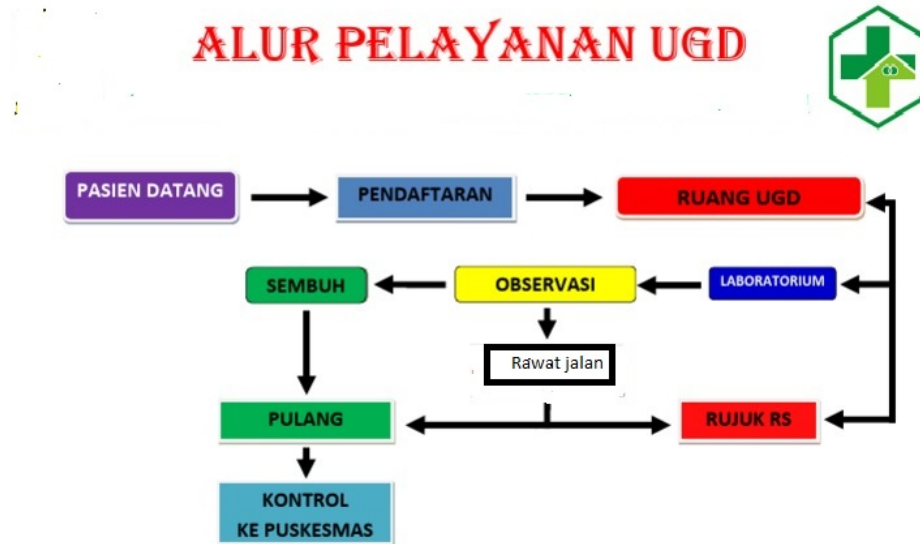 ALUR PELAYANAN UGD
PASIEN DATANG
PENDAFTARAN
RUANG UGD
SEMBUH
OBSERVASI
LABORATORIUM
Rawat jalan
PULANG
RUJUK RS
KONTROL
KE PUSKESMAS